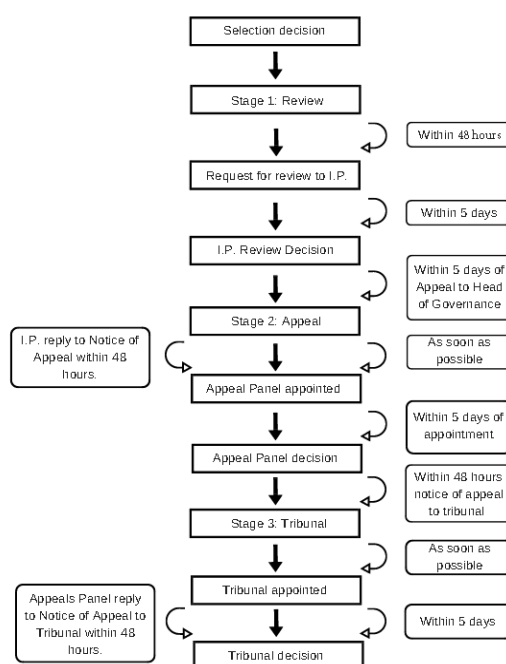 Selection decision
Stage 1: Review
Within 48 hours
Request for review to I.P.
Within 5 days
I.P. Review Decision
Within 5 days of
Appeal to Head
of Governance
Stage 2: Appeal
I.P. reply to Notice of
Appeal within 48
hours.
As soon as
possible
Appeal Panel appointed
Within 5 days of
appointment
Appeal Panel decision
Within 48 hours
notice of appeal
to tribunal
Stage 3: Tribunal
As soon as
possible
Tribunal appointed
Appeals Panel reply
to Notice of Appeal to
Tribunal within 48
hours.
Within 5 days
Tribunal decision